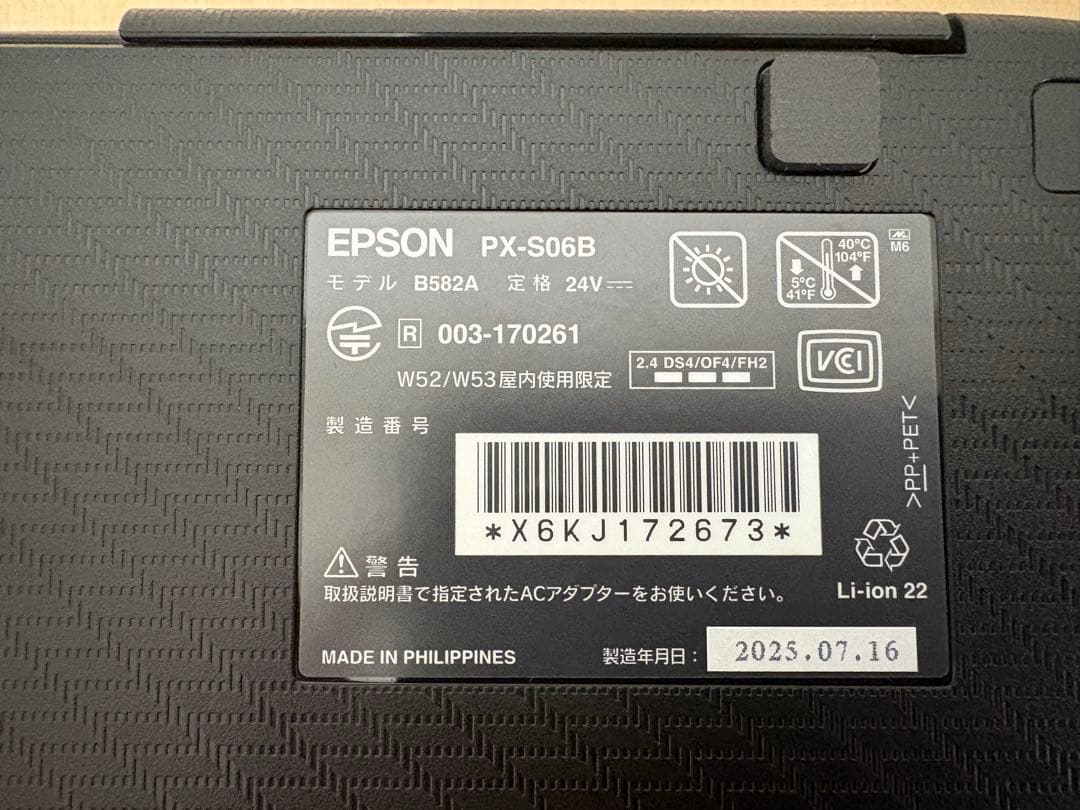 EPSON PX-S06B
モデル B582A 定格 24V
40℃
104°F
5℃
41°F
M6
R 003-170261
W52/W53屋内使用限定
2.4 DS4/OF4/FH2
VCCI
製造番号
*X6KJ172673*
>PP+PET<
警告
取扱説明書で指定されたACアダプターをお使いください。
Li-ion 22
MADE IN PHILIPPINES
製造年月日: 2025.07.16